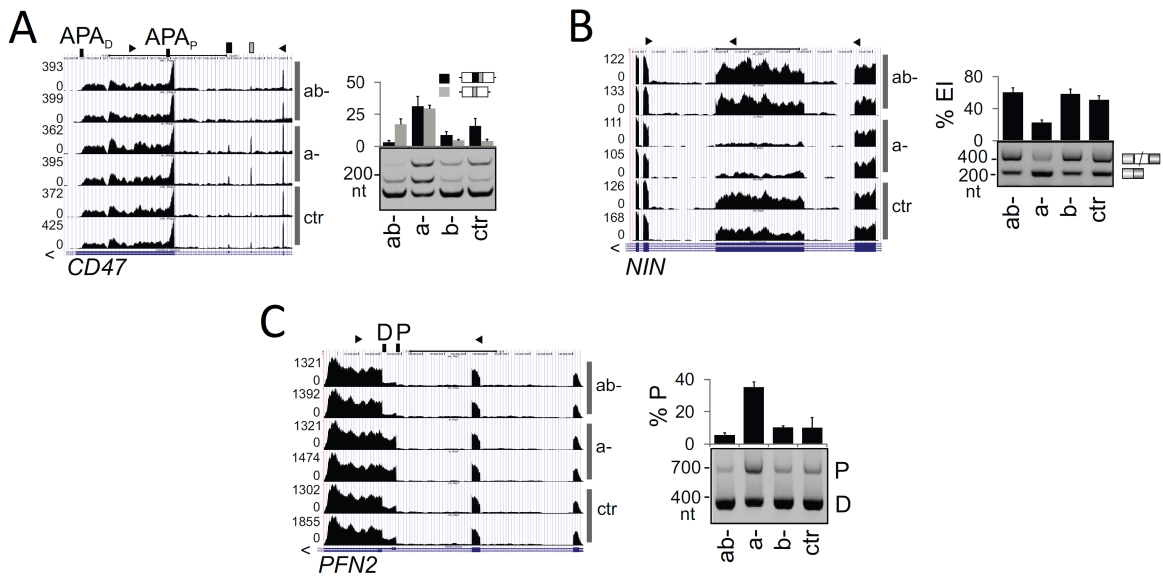 A
APA_D
APA_P
393
0
399
0
ab-
362
0
395
0
a-
372
0
425
0
ctr
<
CD47
50
25
0
200
nt
ab-
a-
b-
ctr
B
122
0
133
0
ab-
111
0
105
0
a-
126
0
168
0
ctr
<
NIN
% EI
80
40
0
400
200
nt
ab-
a-
b-
ctr
C
D P
1321
0
1392
0
ab-
1321
0
1474
0
a-
1302
0
1855
0
ctr
<
PFN2
% P
40
20
0
700
P
400
D
nt
ab-
a-
b-
ctr